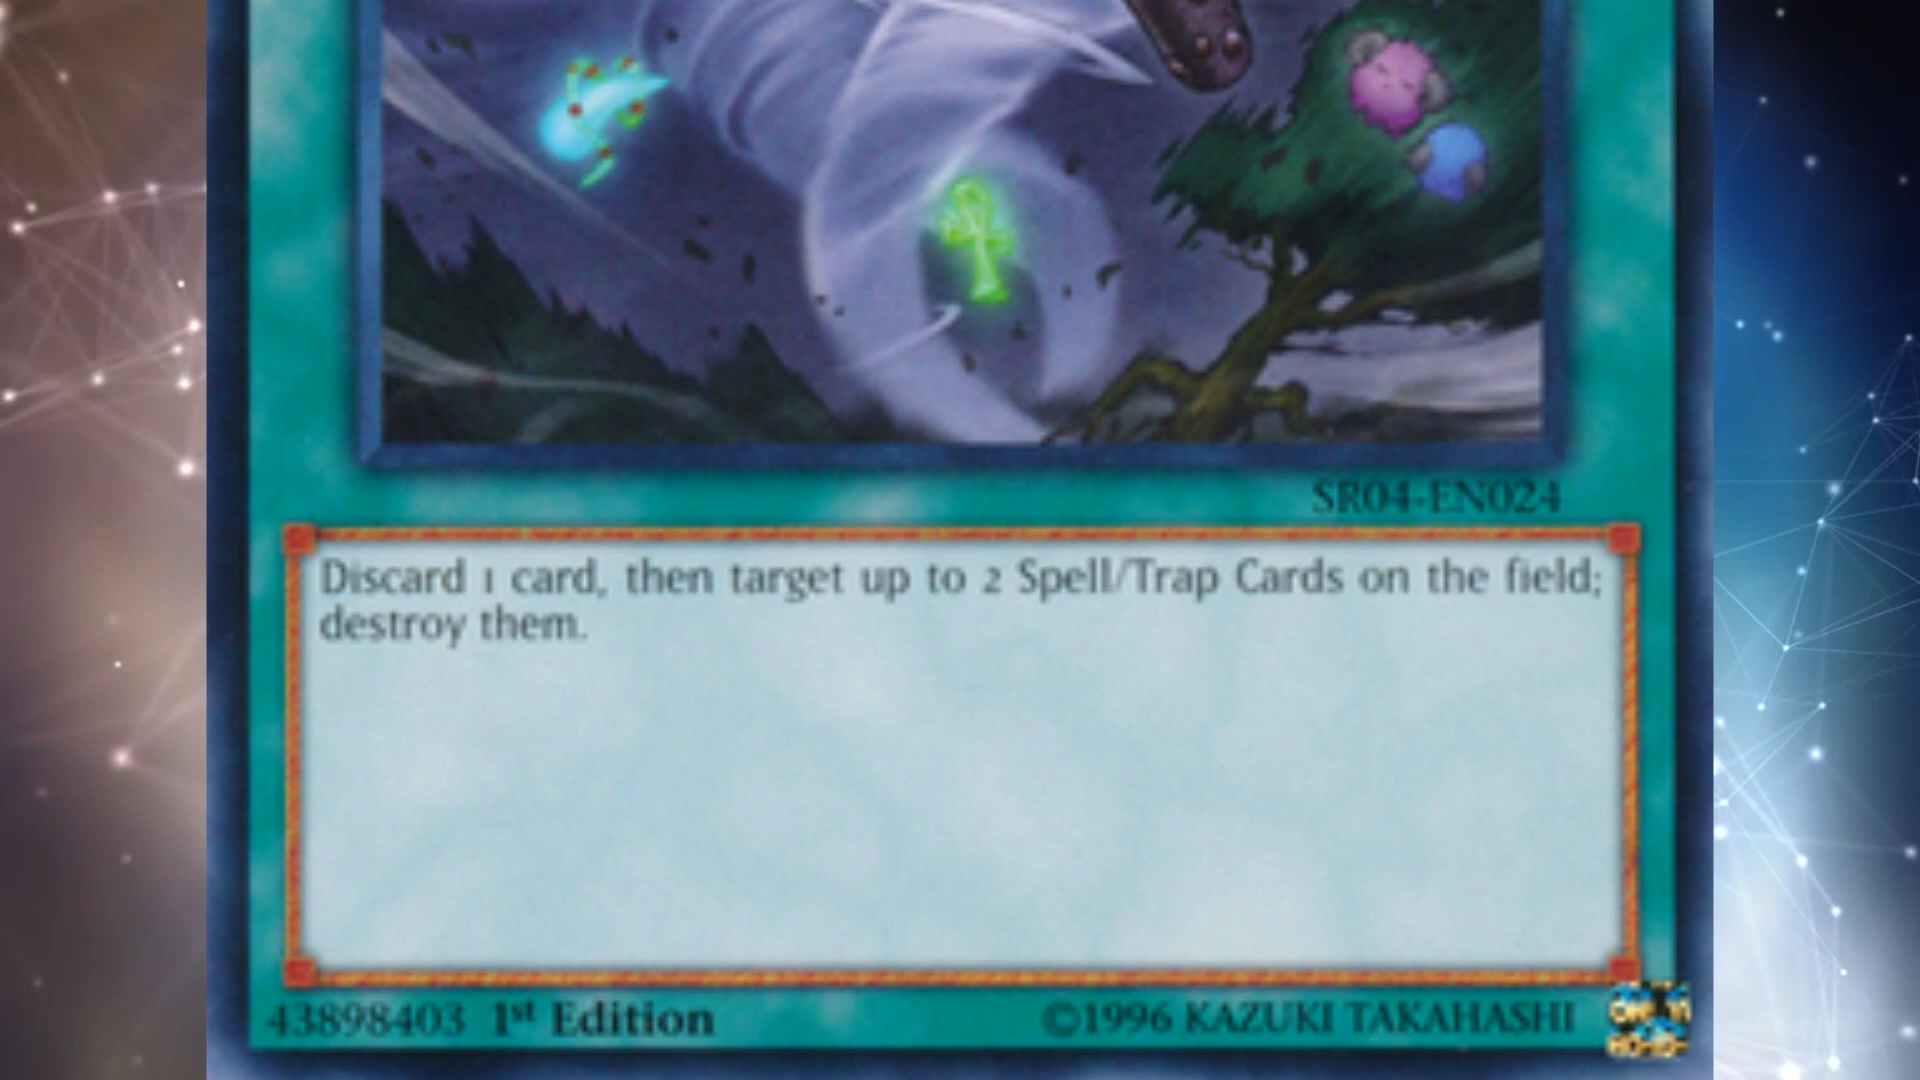 SR04-EN024
Discard 1 card, then target up to 2 Spell/Trap Cards on the field;
destroy them.
43898403 1st Edition
©1996 KAZUKI TAKAHASHI